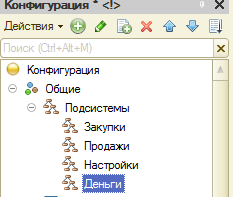 Конфигурация * <!>
Действия
Поиск (Ctrl+Alt+M)
Конфигурация
Общие
Подсистемы
Закупки
Продажи
Настройки
Деньги